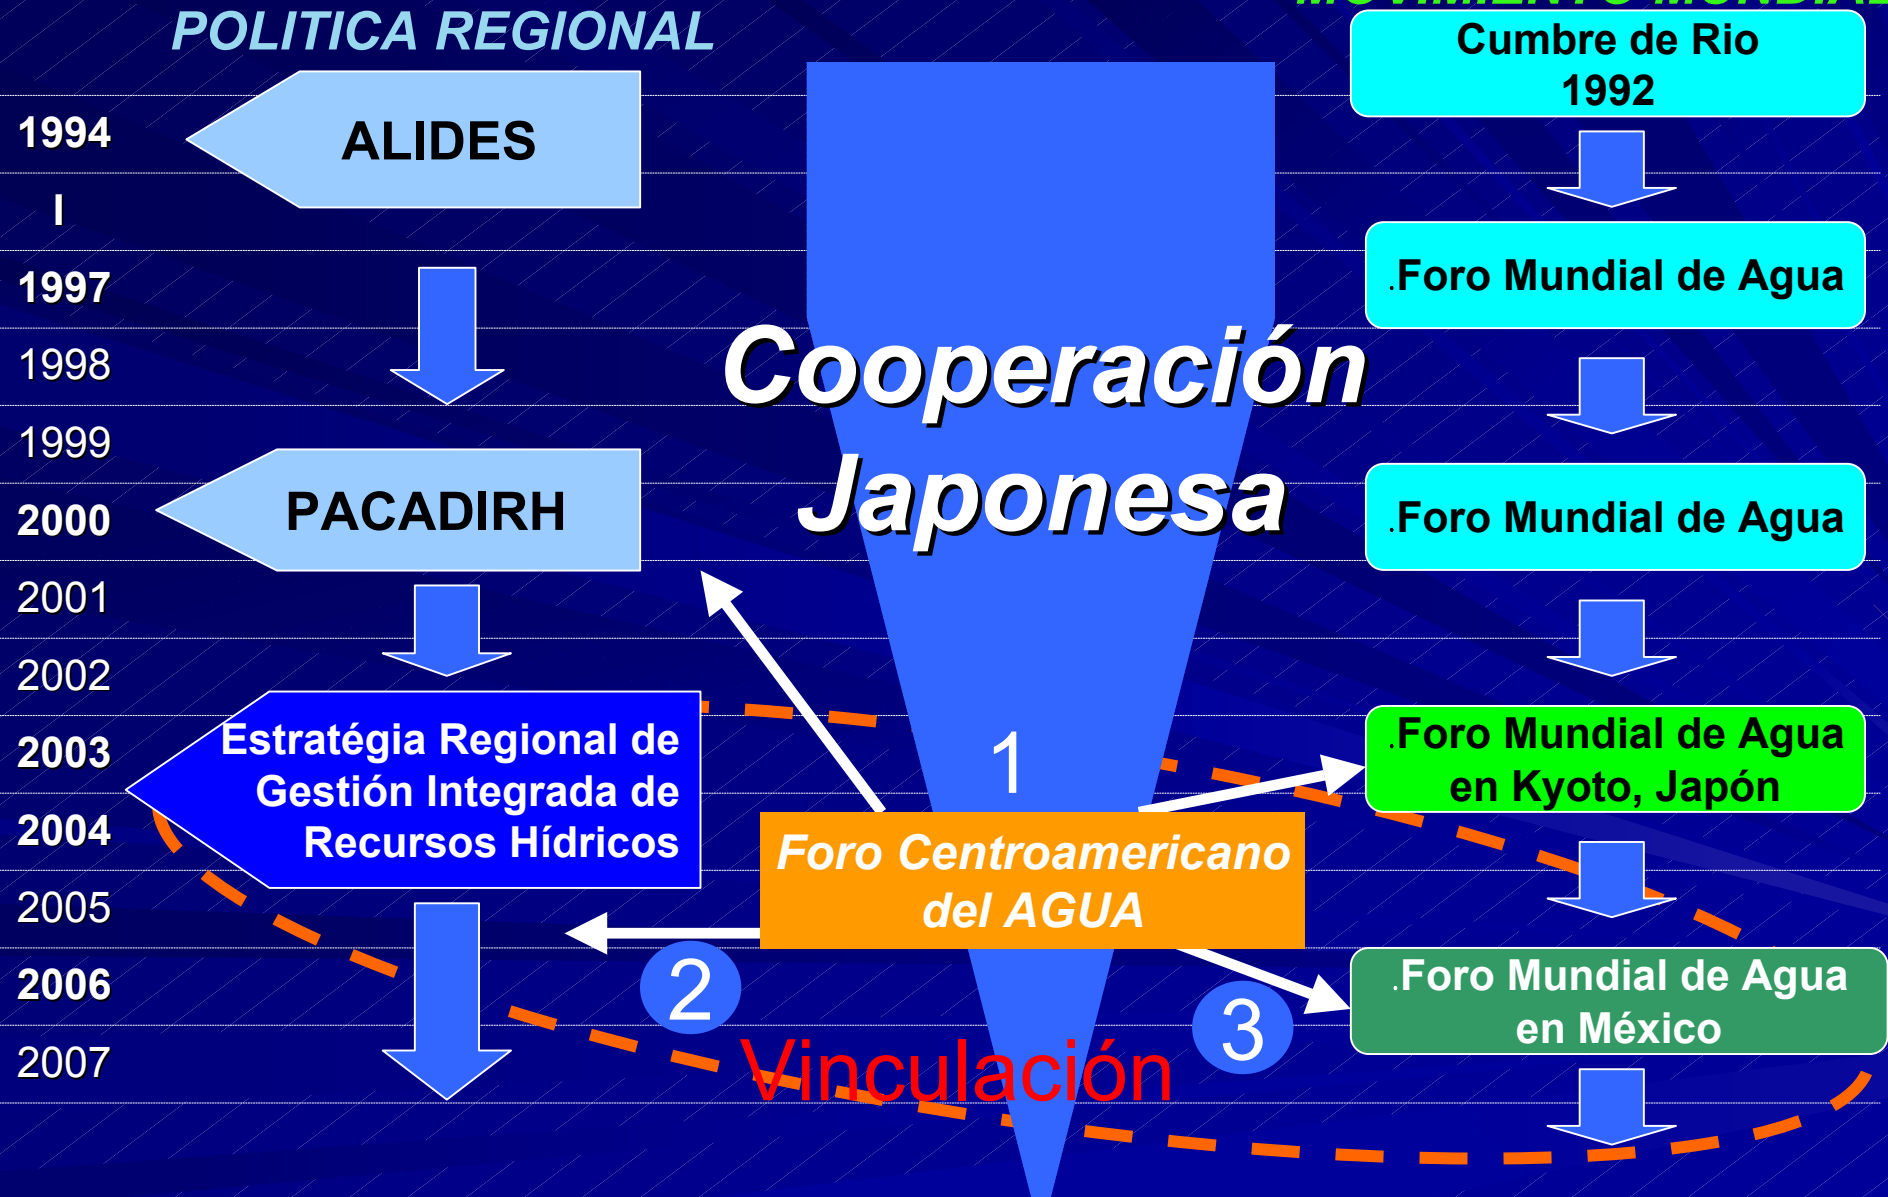 POLITICA REGIONAL
MOVIMIENTO MUNDIAL
1994
I
1997
1998
1999
2000
2001
2002
2003
2004
2005
2006
2007
ALIDES
PACADIRH
Estratégia Regional de
Gestión Integrada de
Recursos Hídricos
Cooperación
Japonesa
1
Foro Centroamericano
del AGUA
2
3
Vinculación
Cumbre de Rio
1992
.Foro Mundial de Agua
.Foro Mundial de Agua
.Foro Mundial de Agua
en Kyoto, Japón
.Foro Mundial de Agua
en México